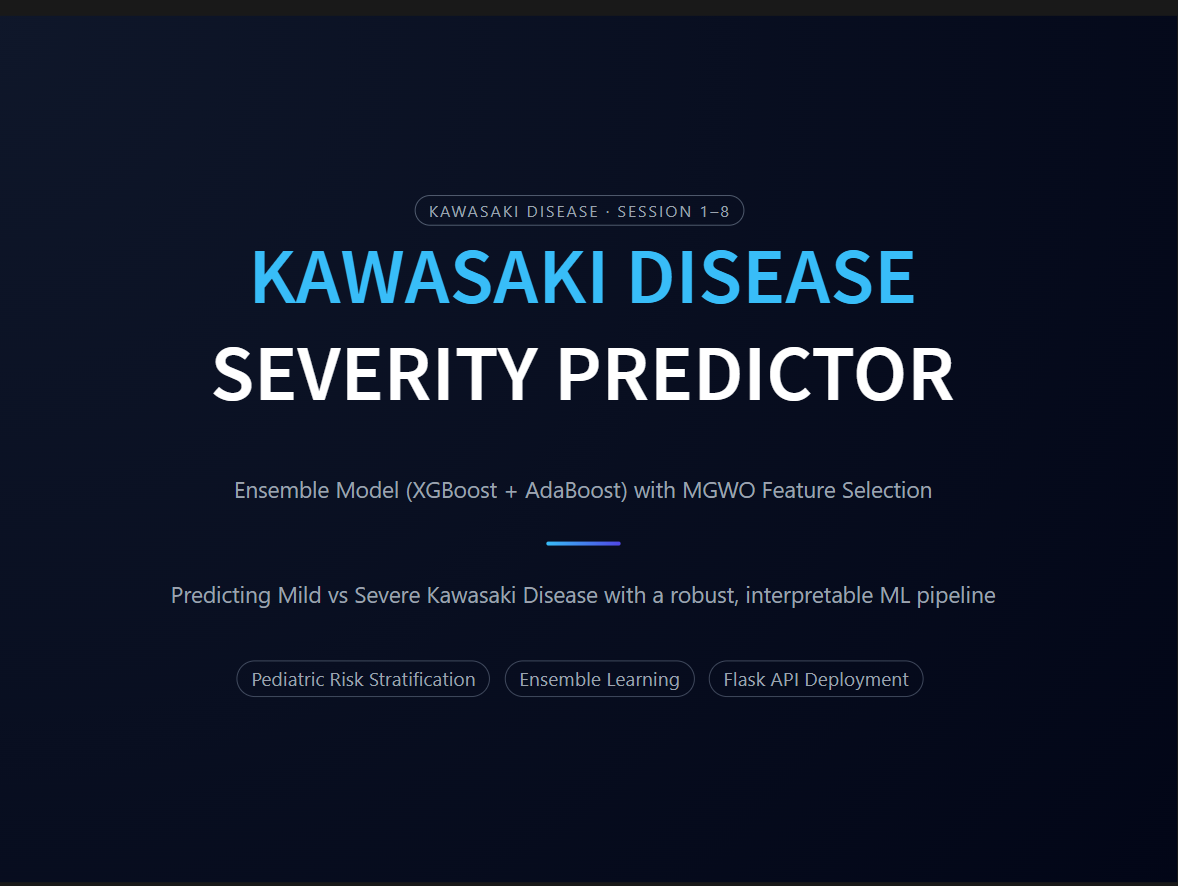 KAWASAKI DISEASE · SESSION 1–8
KAWASAKI DISEASE
SEVERITY PREDICTOR
Ensemble Model (XGBoost + AdaBoost) with MGWO Feature Selection
Predicting Mild vs Severe Kawasaki Disease with a robust, interpretable ML pipeline
Pediatric Risk Stratification
Ensemble Learning
Flask API Deployment